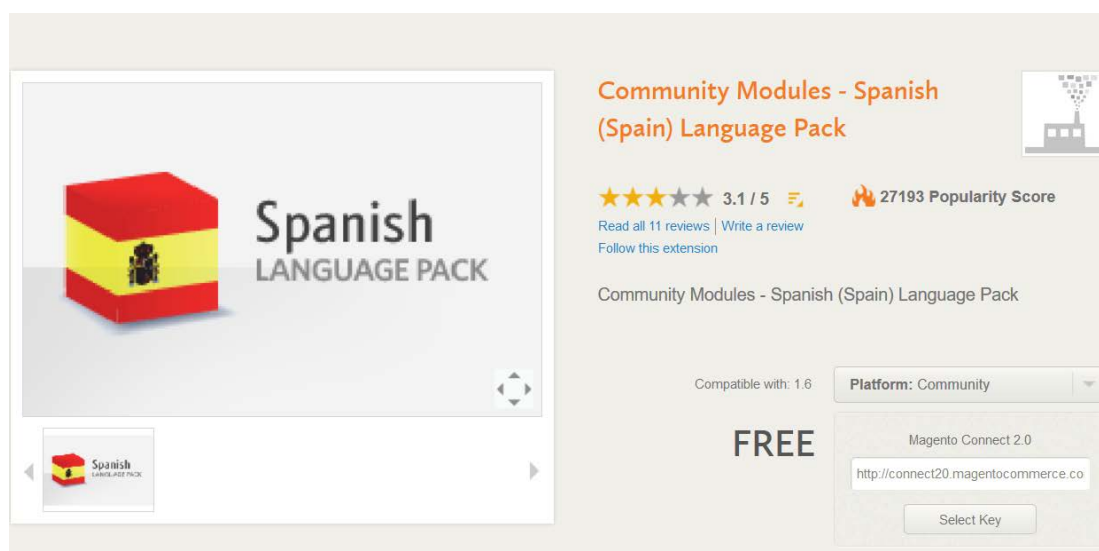 Spanish
LANGUAGE PACK
Spanish
LANGUAGE PACK
Community Modules - Spanish
(Spain) Language Pack
3.1 / 5
27193 Popularity Score
Read all 11 reviews | Write a review
Follow this extension
Community Modules - Spanish (Spain) Language Pack
Compatible with: 1.6
Platform: Community
FREE
Magento Connect 2.0
http://connect20.magentocommerce.co
Select Key